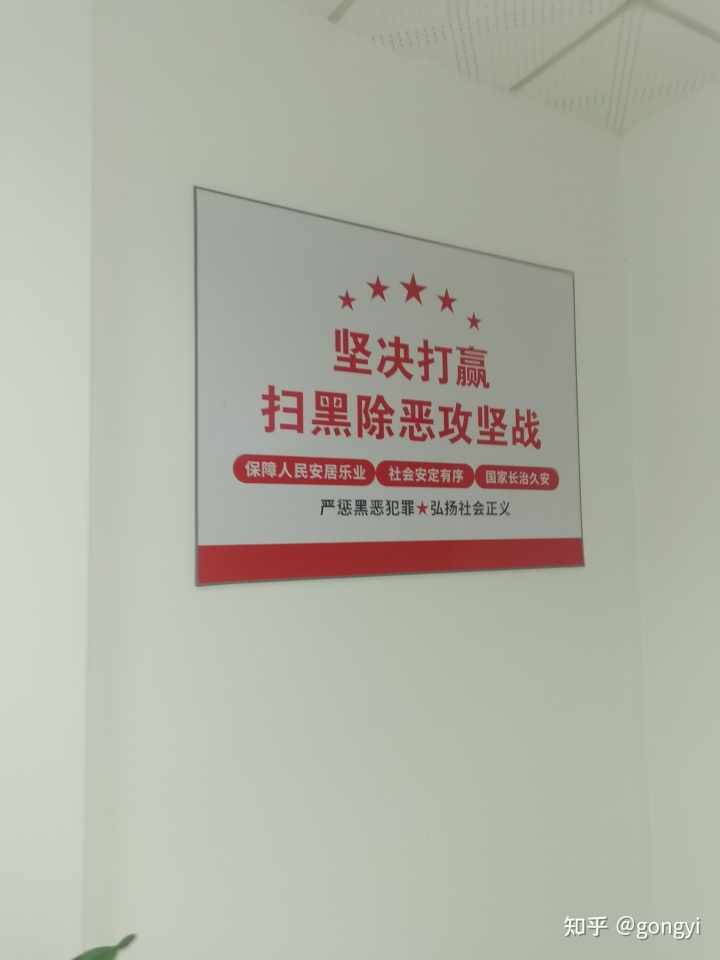 坚决打赢
扫黑除恶攻坚战
保障人民安居乐业 社会安定有序 国家长治久安
严惩黑恶犯罪★弘扬社会正义
知乎 @gongyi